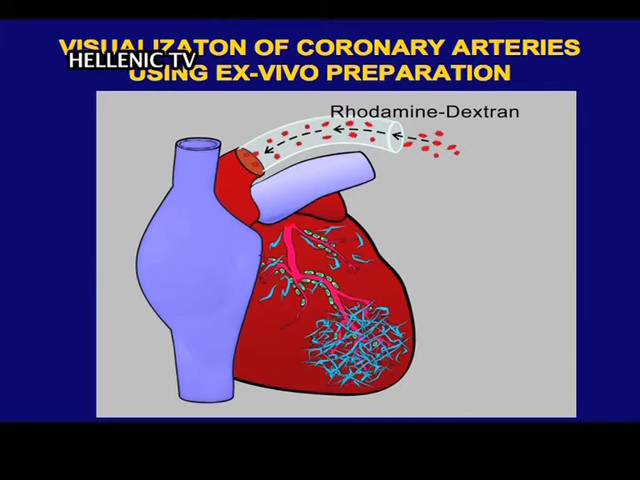 VISUALIZATON OF CORONARY ARTERIES
HELLENIC TV
USING EX-VIVO PREPARATION
Rhodamine-Dextran